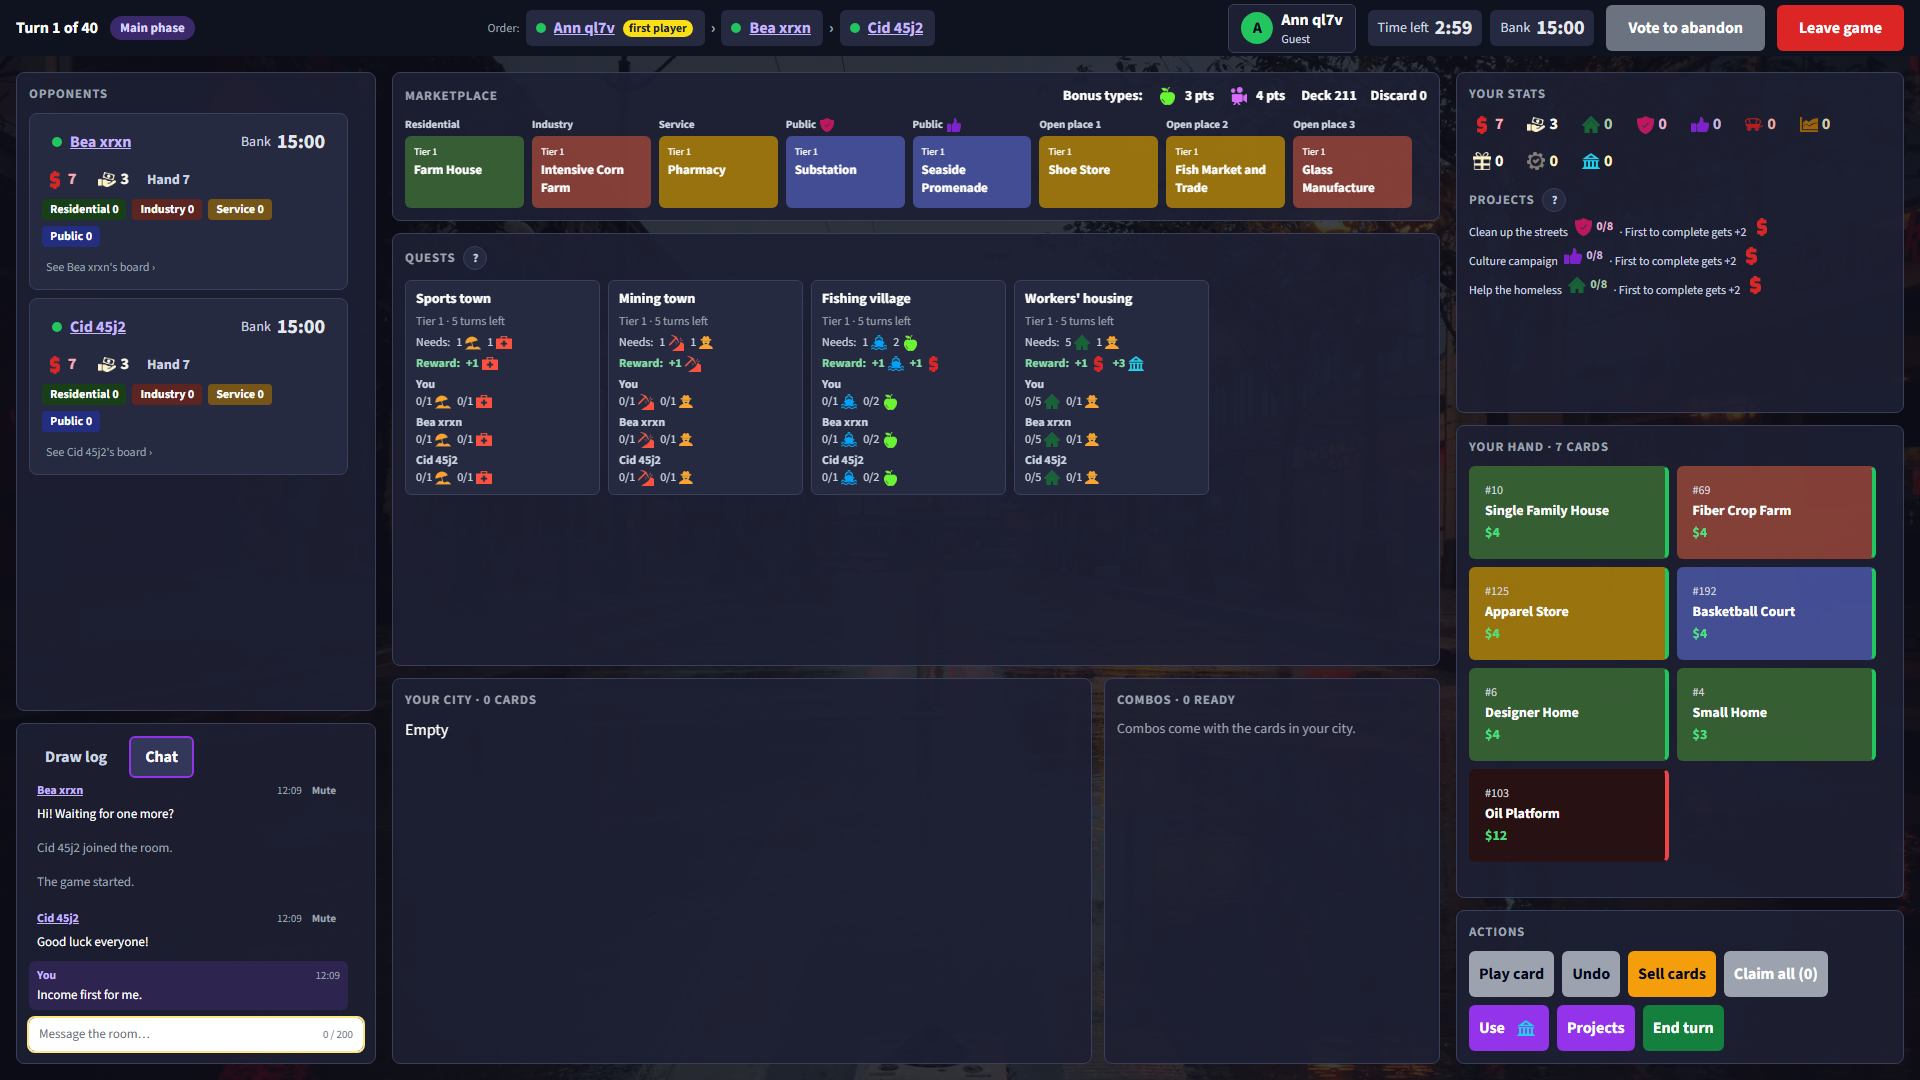 Turn 1 of 40 Main phase
Order: Ann ql7v first player › Bea xrxn › Cid 45j2
A Ann ql7v
Guest
Time left 2:59 Bank 15:00 Vote to abandon Leave game
OPPONENTS
Bea xrxn Bank 15:00
7 3 Hand 7
Residential 0 Industry 0 Service 0
Public 0
See Bea xrxn's board ›
Cid 45j2 Bank 15:00
7 3 Hand 7
Residential 0 Industry 0 Service 0
Public 0
See Cid 45j2's board ›
Draw log Chat
Bea xrxn 12:09 Mute
Hi! Waiting for one more?
Cid 45j2 joined the room.
The game started.
Cid 45j2 12:09 Mute
Good luck everyone!
You 12:09
Income first for me.
Message the room… 0 / 200
MARKETPLACE
Bonus types: 3 pts 4 pts Deck 211 Discard 0
Residential
Tier 1
Farm House
Industry
Tier 1
Intensive Corn
Farm
Service
Tier 1
Pharmacy
Public
Tier 1
Substation
Public
Tier 1
Seaside
Promenade
Open place 1
Tier 1
Shoe Store
Open place 2
Tier 1
Fish Market and
Trade
Open place 3
Tier 1
Glass
Manufacture
QUESTS ?
Sports town
Tier 1 · 5 turns left
Needs: 1 1
Reward: +1
You
0/1 0/1
Bea xrxn
0/1 0/1
Cid 45j2
0/1 0/1
Mining town
Tier 1 · 5 turns left
Needs: 1 1
Reward: +1
You
0/1 0/1
Bea xrxn
0/1 0/1
Cid 45j2
0/1 0/1
Fishing village
Tier 1 · 5 turns left
Needs: 1 2
Reward: +1 +1
You
0/1 0/2
Bea xrxn
0/1 0/2
Cid 45j2
0/1 0/2
Workers' housing
Tier 1 · 5 turns left
Needs: 5 1
Reward: +1 +3
You
0/5 0/1
Bea xrxn
0/5 0/1
Cid 45j2
0/5 0/1
YOUR CITY · 0 CARDS
Empty
COMBOS · 0 READY
Combos come with the cards in your city.
YOUR STATS
7 3 0 0 0 0 0
0 0 0
PROJECTS ?
Clean up the streets 0/8 · First to complete gets +2
Culture campaign 0/8 · First to complete gets +2
Help the homeless 0/8 · First to complete gets +2
YOUR HAND · 7 CARDS
#10
Single Family House
$4
#69
Fiber Crop Farm
$4
#125
Apparel Store
$4
#192
Basketball Court
$4
#6
Designer Home
$4
#4
Small Home
$3
#103
Oil Platform
$12
ACTIONS
Play card Undo Sell cards Claim all (0)
Use Projects End turn